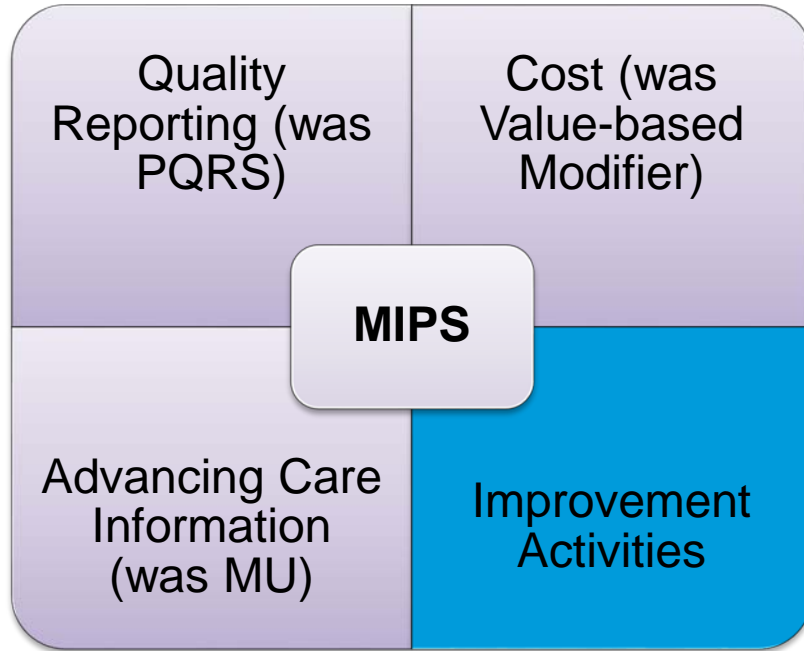 Quality
Reporting (was
PQRS)
Cost (was
Value-based
Modifier)
MIPS
Advancing Care
Information
(was MU)
Improvement
Activities